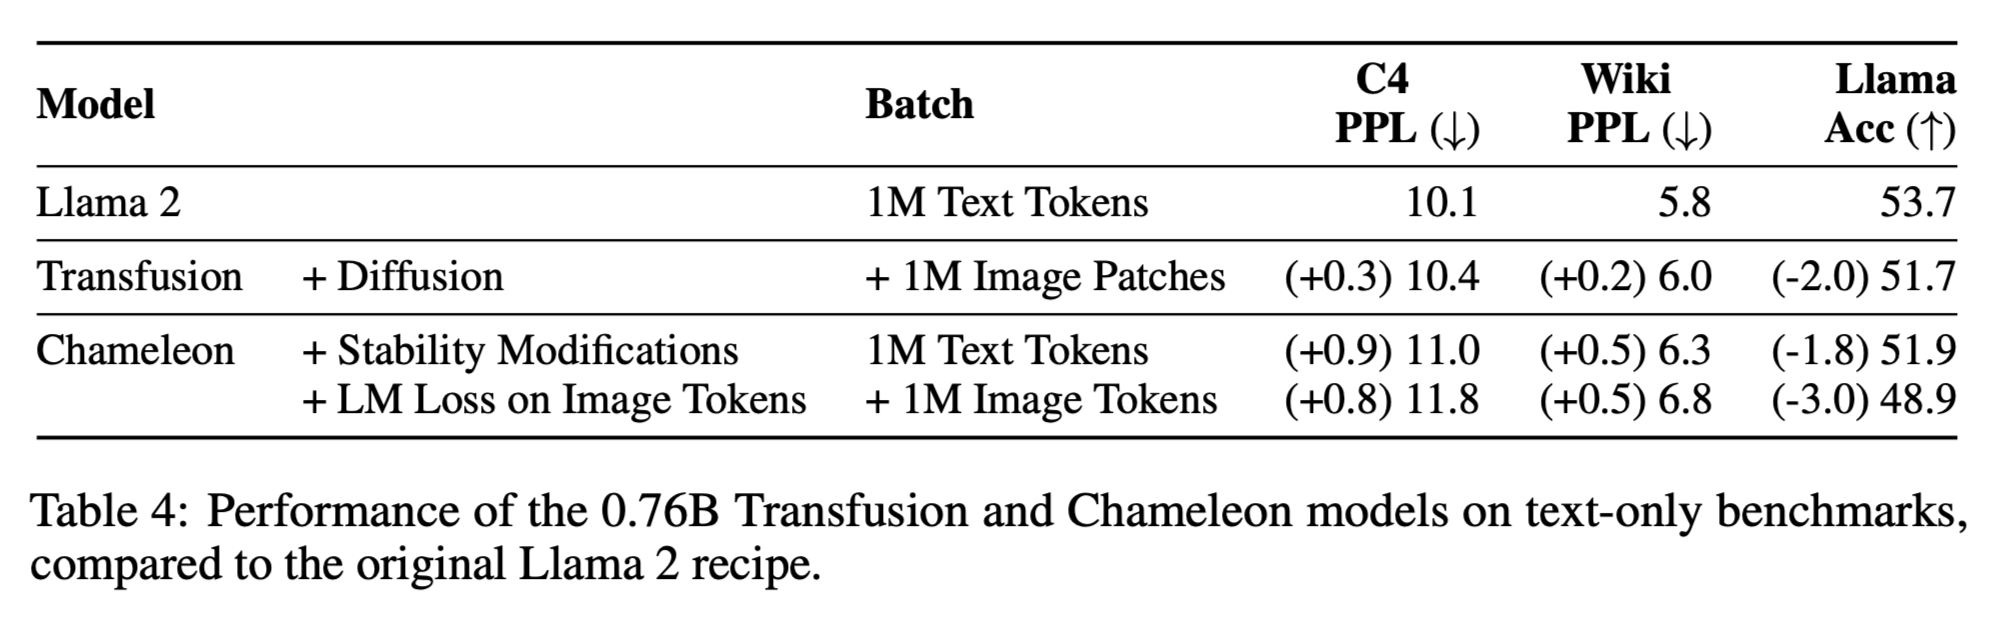 Model Batch C4 PPL (↓) Wiki PPL (↓) Llama Acc (↑)
Llama 2 1M Text Tokens 10.1 5.8 53.7
Transfusion + Diffusion + 1M Image Patches (+0.3) 10.4 (+0.2) 6.0 (-2.0) 51.7
Chameleon + Stability Modifications 1M Text Tokens (+0.9) 11.0 (+0.5) 6.3 (-1.8) 51.9
+ LM Loss on Image Tokens + 1M Image Tokens (+0.8) 11.8 (+0.5) 6.8 (-3.0) 48.9
Table 4: Performance of the 0.76B Transfusion and Chameleon models on text-only benchmarks,
compared to the original Llama 2 recipe.